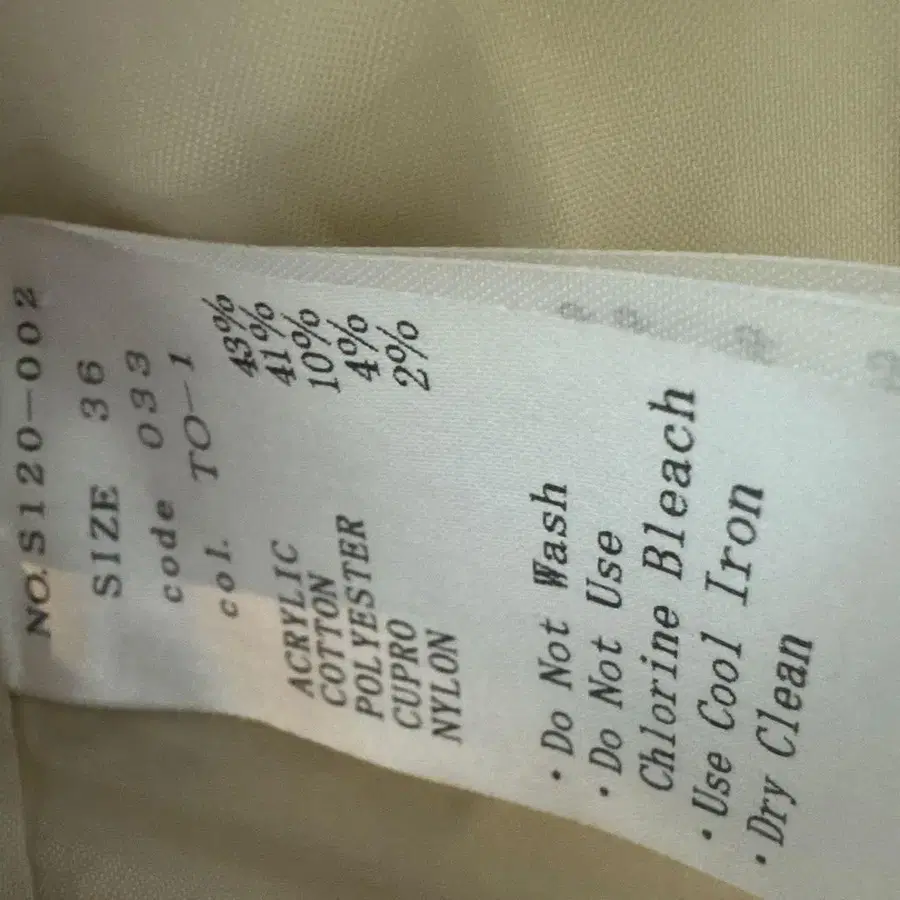 NO.S120-002
SIZE 36
code 033
col. TO-1
ACRYLIC 43%
COTTON 41%
POLYESTER 10%
CUPRO 4%
NYLON 2%
・Do Not Wash
・Do Not Use
Chlorine Bleach
・Use Cool Iron
・Dry Clean